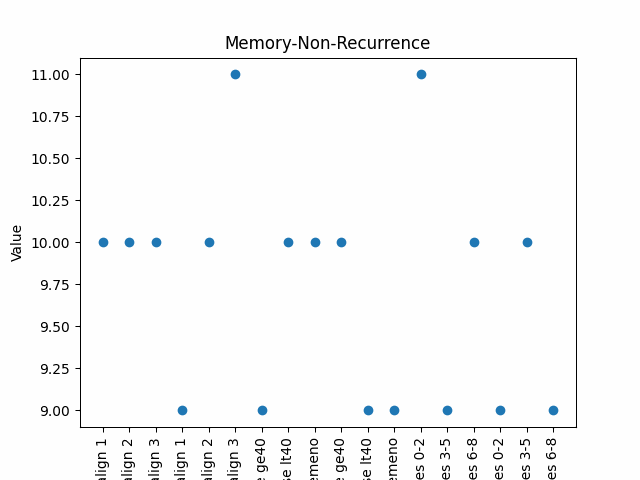 Memory-Non-Recurrence
11.00
10.75
10.50
10.25
10.00
9.75
9.50
9.25
9.00
Value
align 1
align 2
align 3
align 1
align 2
align 3
ge40
lt40
emeno
ge40
lt40
emeno
es 0-2
es 3-5
es 6-8
es 0-2
es 3-5
es 6-8